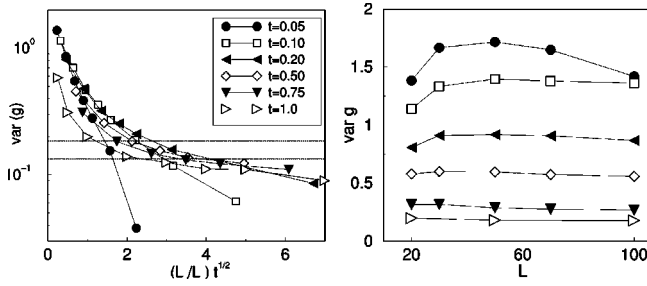 10⁰
10⁻¹
var (g)
t=0.05
t=0.10
t=0.20
t=0.50
t=0.75
t=1.0
0 2 4 6
(L /L ) t^{1/2}
2
1.5
1
0.5
0
var g
20 60 100
L